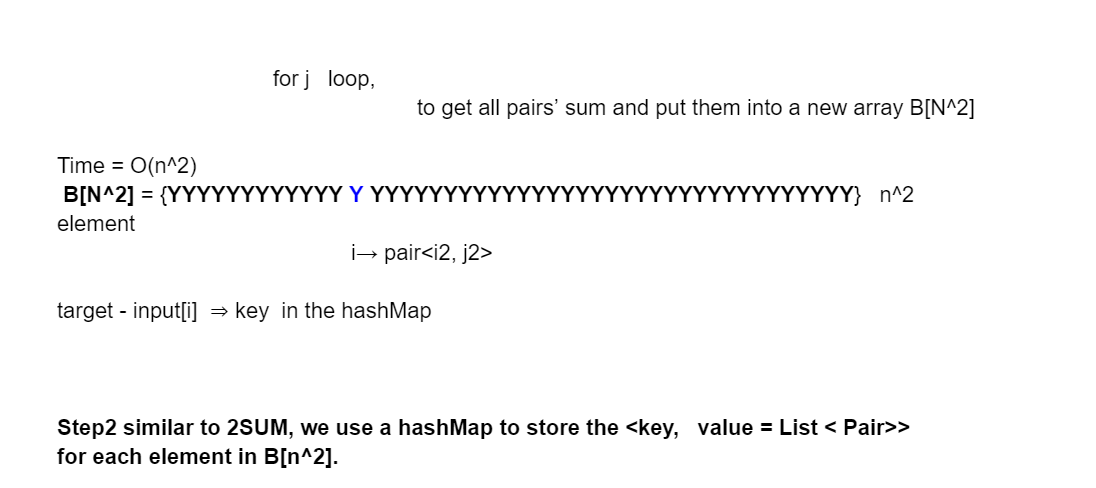 for j loop,
to get all pairs’ sum and put them into a new array B[N^2]
Time = O(n^2)
B[N^2] = {YYYYYYYYYYYY Y YYYYYYYYYYYYYYYYYYYYYYYYYYYYYYYYY} n^2
element
i→ pair<i2, j2>
target - input[i] ⇒ key in the hashMap
Step2 similar to 2SUM, we use a hashMap to store the <key, value = List < Pair>>
for each element in B[n^2].